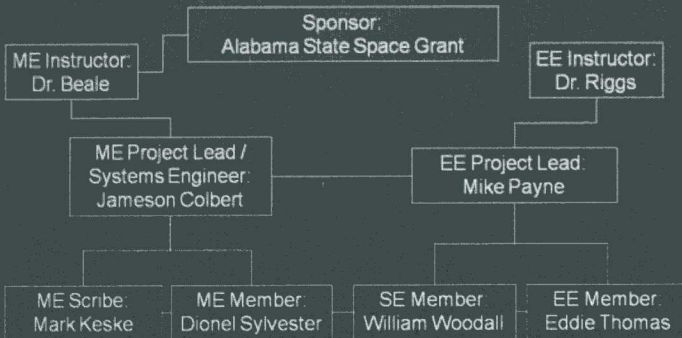 Sponsor:
Alabama State Space Grant
ME Instructor:
Dr. Beale
EE Instructor:
Dr. Riggs
ME Project Lead /
Systems Engineer:
Jameson Colbert
EE Project Lead:
Mike Payne
ME Scribe:
Mark Keske
ME Member:
Dionel Sylvester
SE Member:
William Woodall
EE Member:
Eddie Thomas